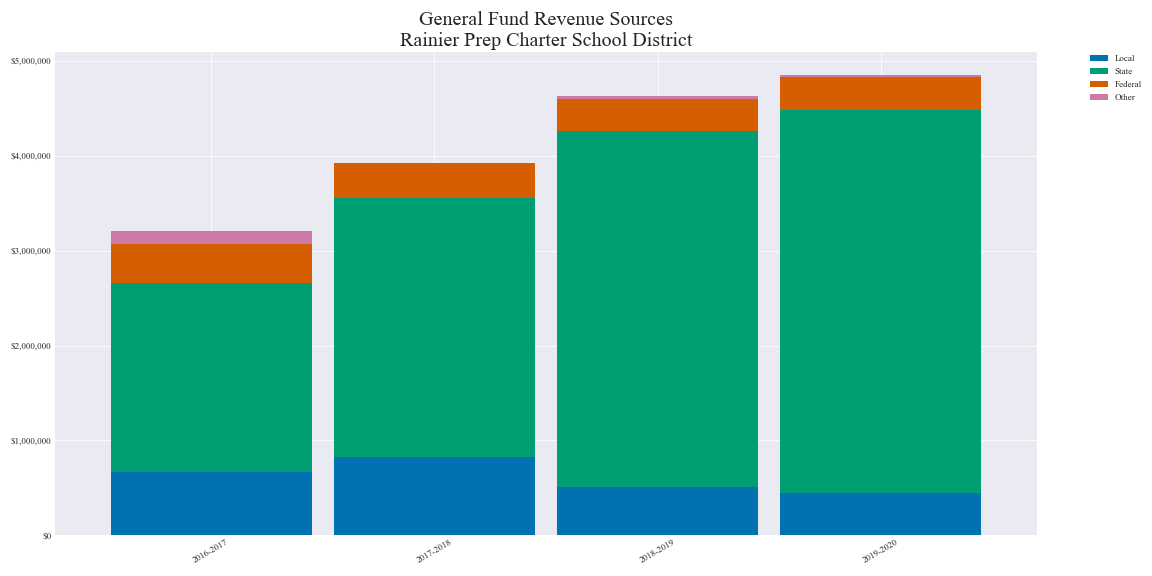 General Fund Revenue Sources
Rainier Prep Charter School District
$5,000,000
$4,000,000
$3,000,000
$2,000,000
$1,000,000
$0
2016-2017
2017-2018
2018-2019
2019-2020
Local
State
Federal
Other